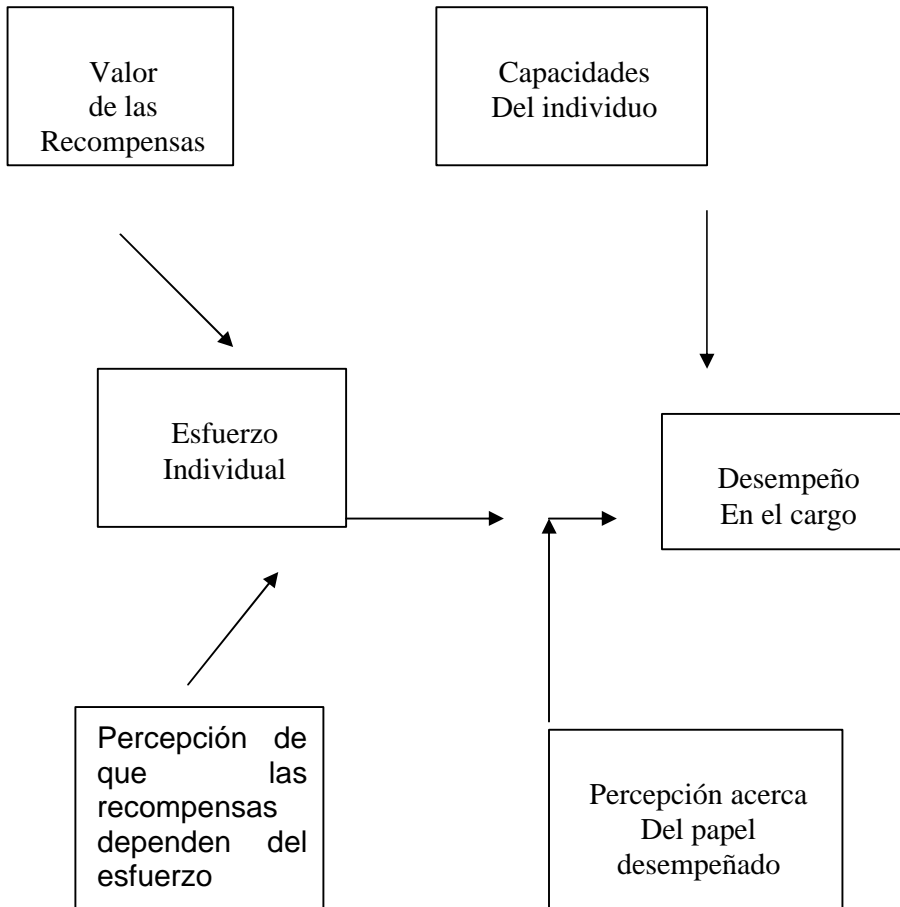 Valor
de las
Recompensas
Capacidades
Del individuo
Esfuerzo
Individual
Desempeño
En el cargo
Percepción de
que las
recompensas
dependen del
esfuerzo
Percepción acerca
Del papel
desempeñado